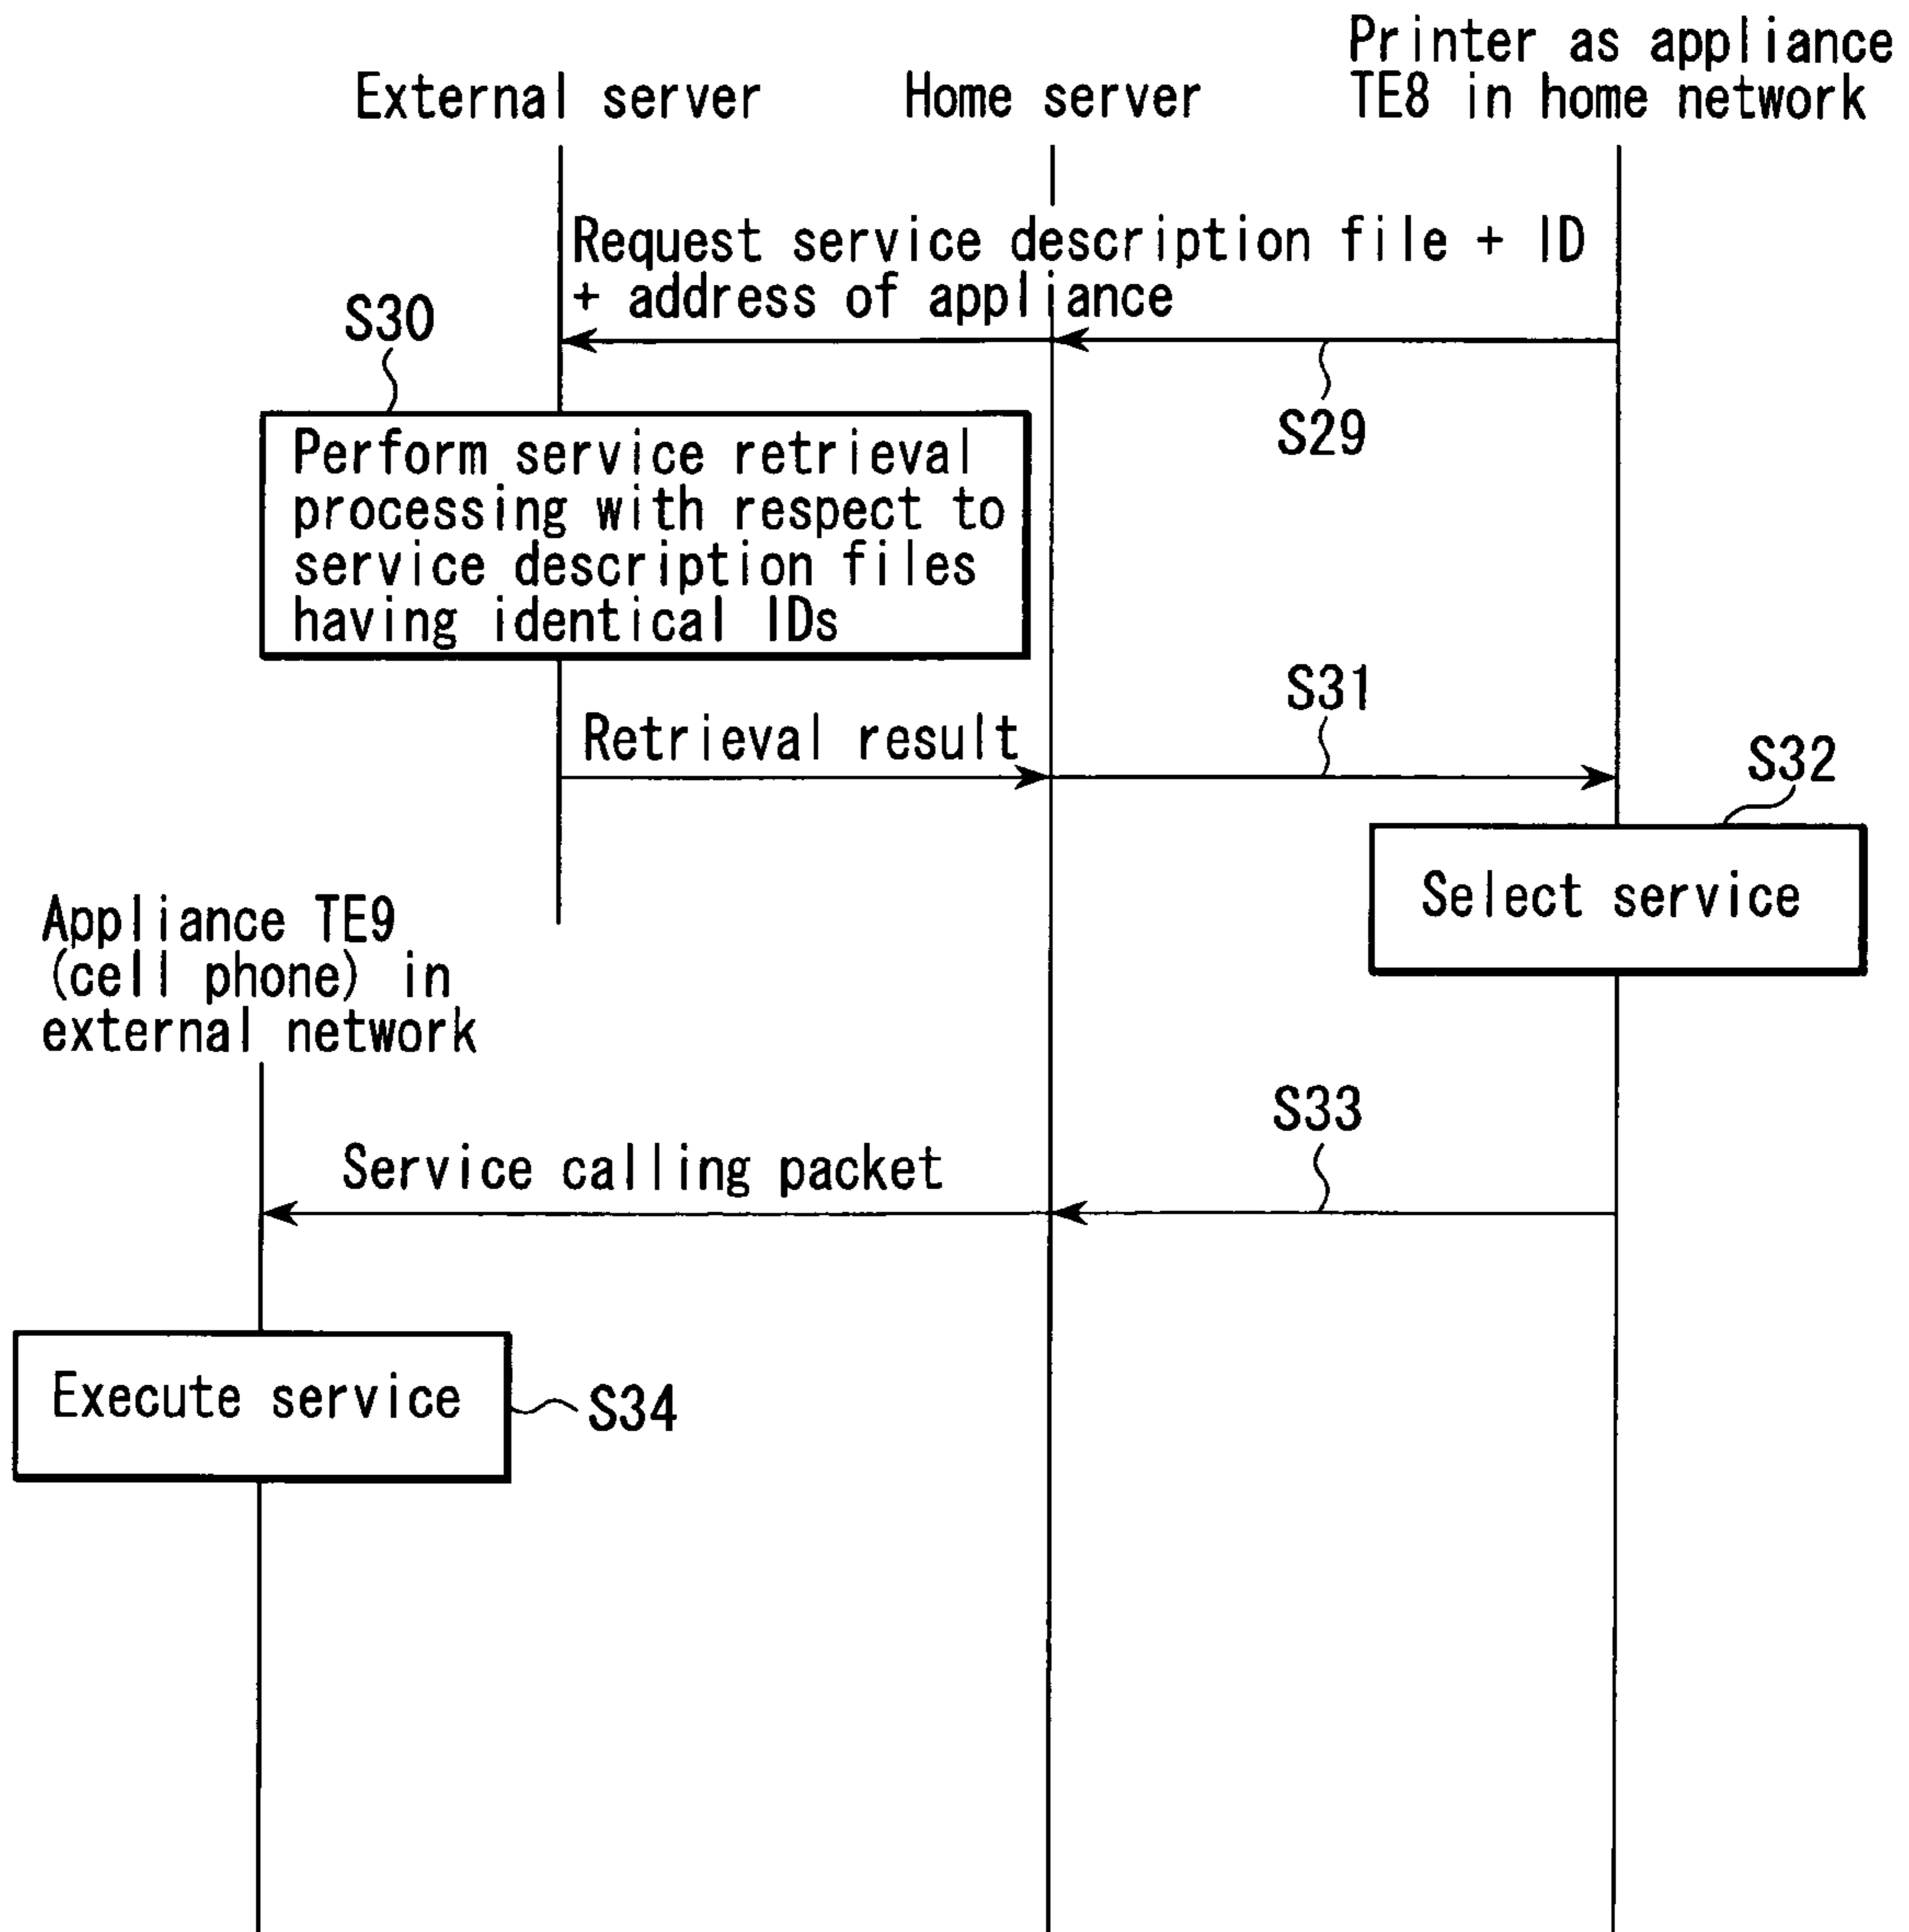 Printer as appliance
TE8 in home network
External server
Home server
Request service description file + ID
+ address of appliance
S30
S29
Perform service retrieval
processing with respect to
service description files
having identical IDs
S31
Retrieval result
S32
Select service
Appliance TE9
(cell phone) in
external network
S33
Service calling packet
Execute service
S34